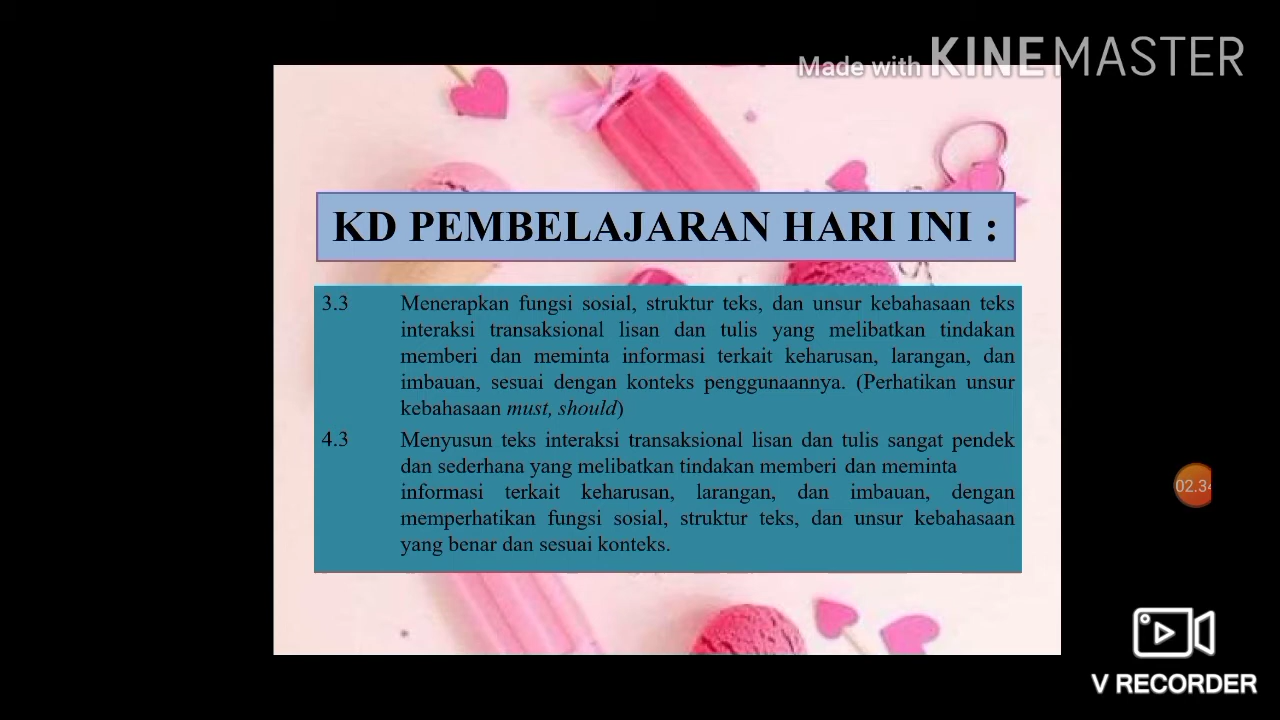 Made with KINEMASTER
KD PEMBELAJARAN HARI INI :
3.3 Menerapkan fungsi sosial, struktur teks, dan unsur kebahasaan teks
interaksi transaksional lisan dan tulis yang melibatkan tindakan
memberi dan meminta informasi terkait keharusan, larangan, dan
imbauan, sesuai dengan konteks penggunaannya. (Perhatikan unsur
kebahasaan must, should)
4.3 Menyusun teks interaksi transaksional lisan dan tulis sangat pendek
dan sederhana yang melibatkan tindakan memberi dan meminta
informasi terkait keharusan, larangan, dan imbauan, dengan
memperhatikan fungsi sosial, struktur teks, dan unsur kebahasaan
yang benar dan sesuai konteks.
02.34
V RECORDER